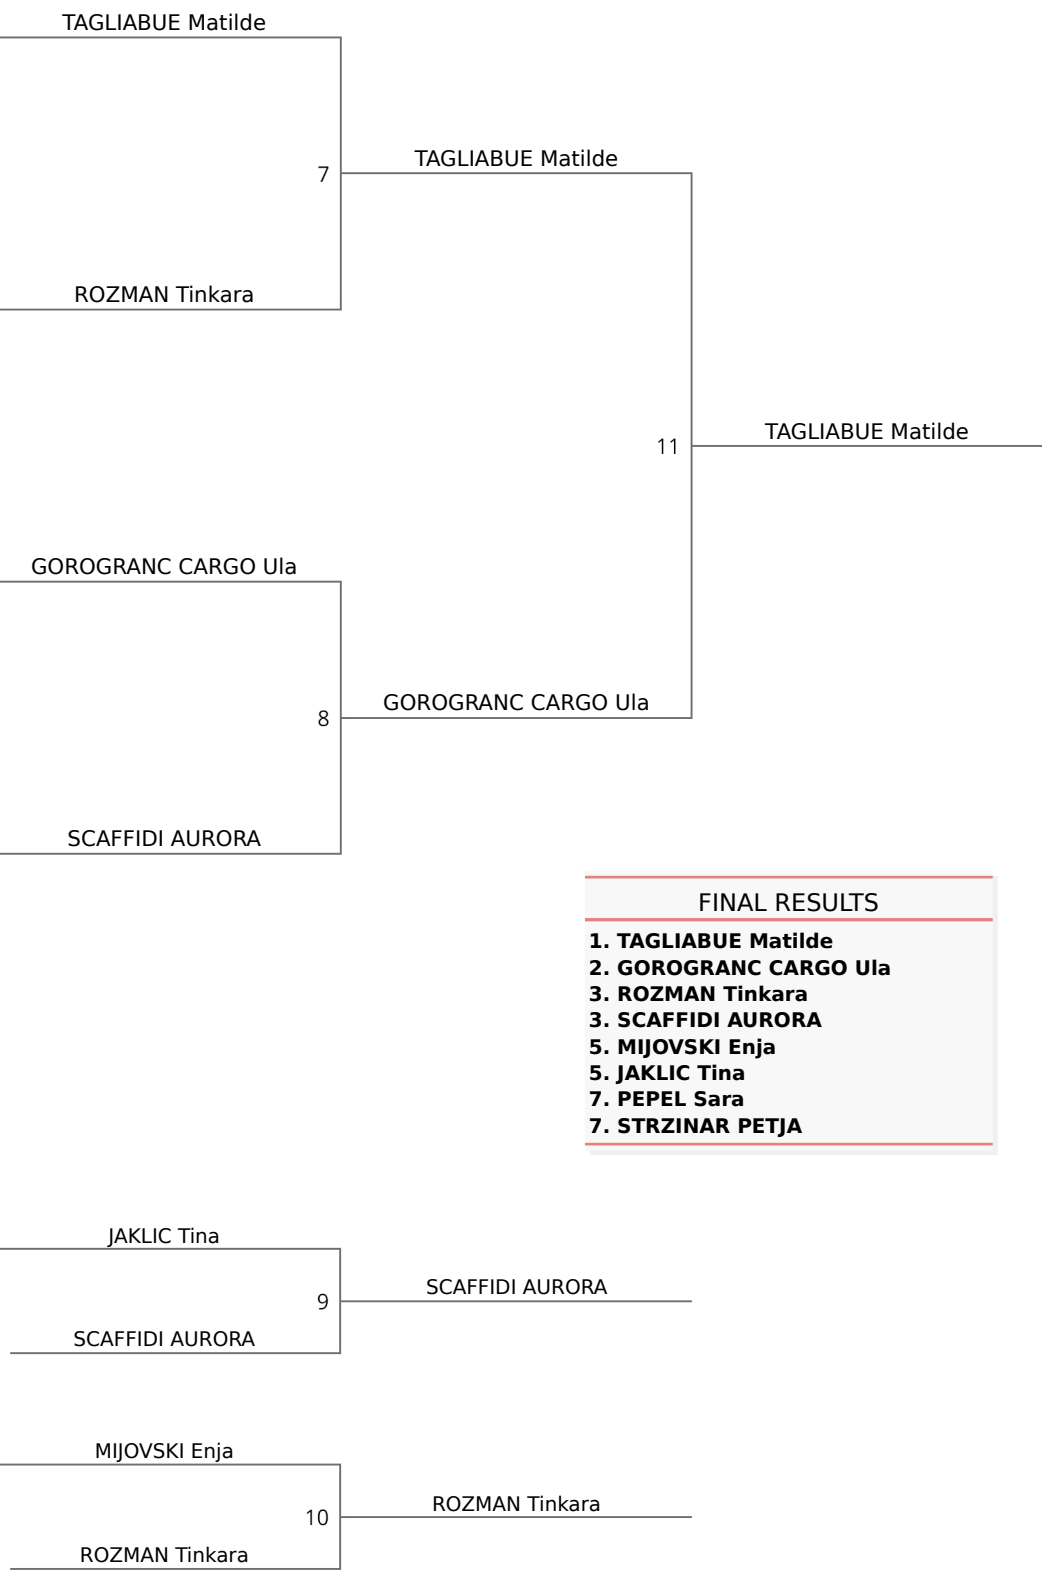 TAGLIABUE Matilde
7
TAGLIABUE Matilde
ROZMAN Tinkara
11
TAGLIABUE Matilde
GOROGRANC CARGO Ula
8
GOROGRANC CARGO Ula
SCAFFIDI AURORA
FINAL RESULTS
1. TAGLIABUE Matilde
2. GOROGRANC CARGO Ula
3. ROZMAN Tinkara
3. SCAFFIDI AURORA
5. MIJOVSKI Enja
5. JAKLIC Tina
7. PEPEL Sara
7. STRZINAR PETJA
JAKLIC Tina
9
SCAFFIDI AURORA
SCAFFIDI AURORA
MIJOVSKI Enja
10
ROZMAN Tinkara
ROZMAN Tinkara